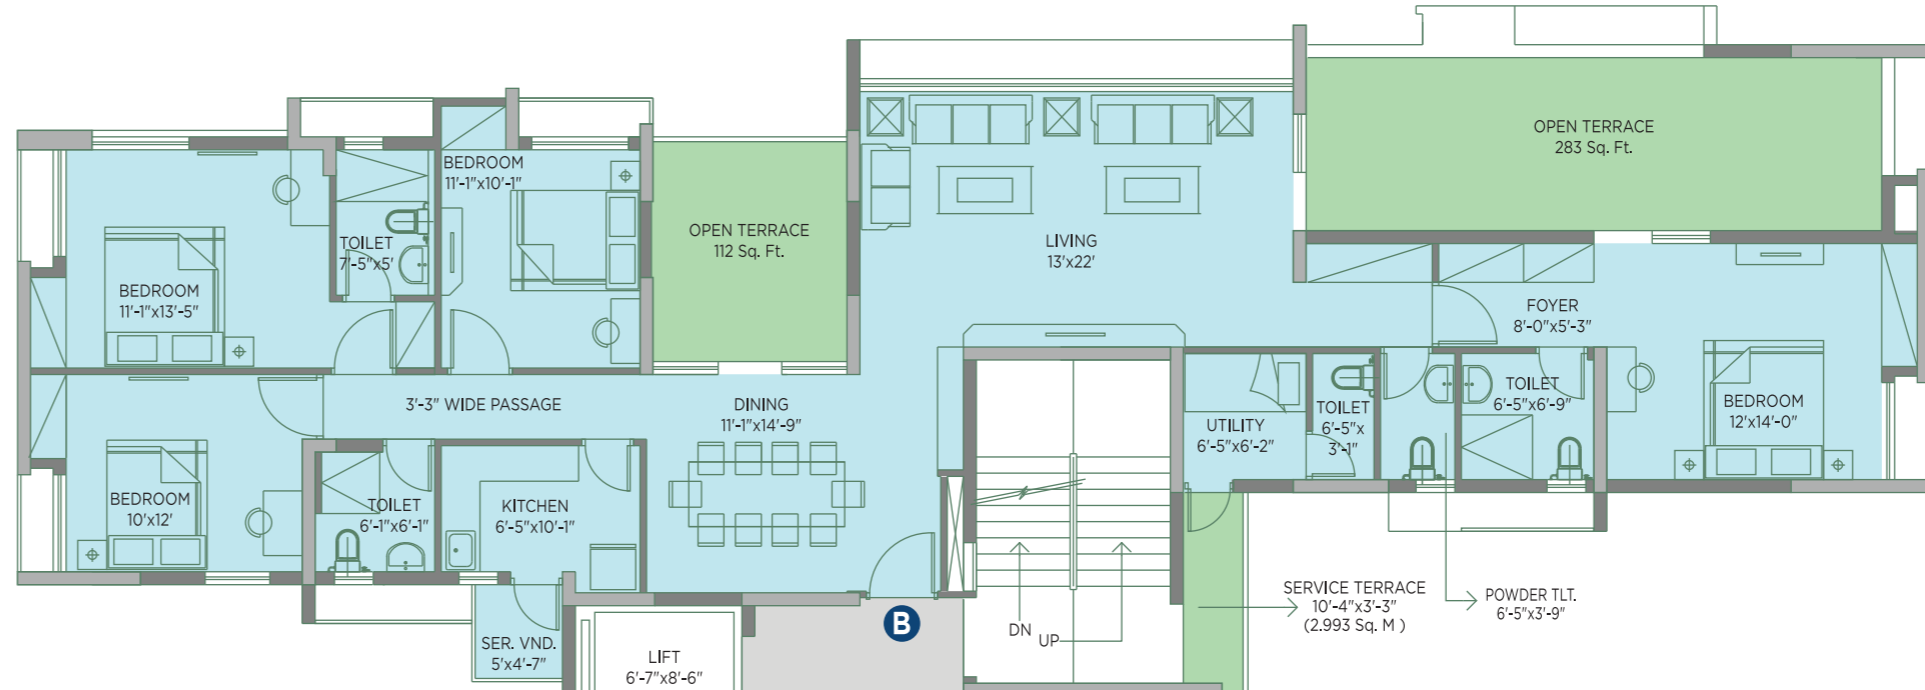 OPEN TERRACE
283 Sq. Ft.
BEDROOM
11'-1"x10'-1"
OPEN TERRACE
112 Sq. Ft.
TOILET
7'-5"x5'
LIVING
13'x22'
BEDROOM
11'-1"x13'-5"
FOYER
8'-0"x5'-3"
3'-3" WIDE PASSAGE
DINING
11'-1"x14'-9"
TOILET
6'-5"x6'-9"
BEDROOM
12'x14'-0"
UTILITY
6'-5"x6'-2"
TOILET
6'-5"x
3'-1"
BEDROOM
10'x12'
TOILET
6'-1"x6'-1"
KITCHEN
6'-5"x10'-1"
SERVICE TERRACE
10'-4"x3'-3"
(2.993 Sq. M )
POWDER TLT.
6'-5"x3'-9"
B
DN
UP
SER. VND.
5'x4'-7"
LIFT
6'-7"x8'-6"